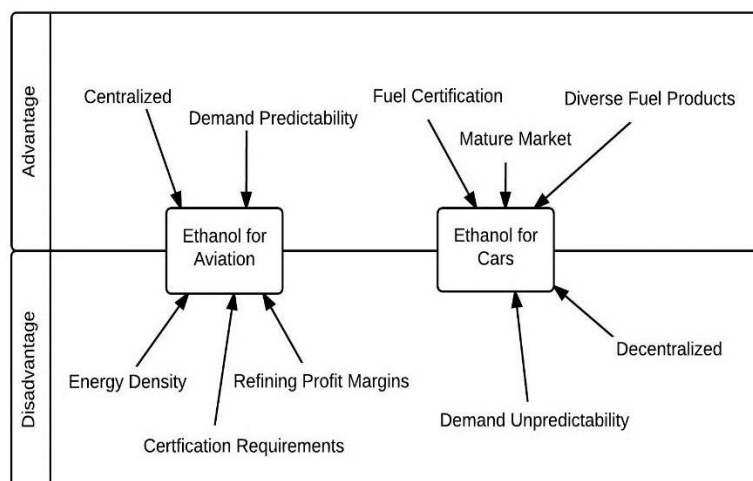 Advantage
Centralized
Demand Predictability
Fuel Certification
Diverse Fuel Products
Mature Market
Ethanol for
Aviation
Ethanol for
Cars
Disadvantage
Energy Density
Refining Profit Margins
Certfication Requirements
Decentralized
Demand Unpredictability